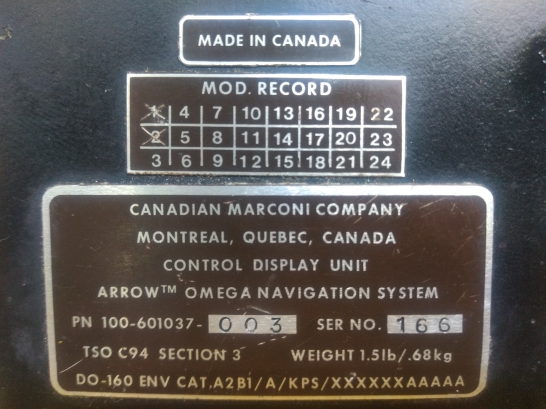 MADE IN CANADA
MOD. RECORD
1 4 7 10 13 16 19 22
2 5 8 11 14 17 20 23
3 6 9 12 15 18 21 24
CANADIAN MARCONI COMPANY
MONTREAL, QUEBEC, CANADA
CONTROL DISPLAY UNIT
ARROW™ OMEGA NAVIGATION SYSTEM
PN 100-601037-003 SER NO. 166
TSO C94 SECTION 3 WEIGHT 1.5lb/.68kg
DO-160 ENV CAT.A2B1/A/KPS/XXXXXXAAAAA